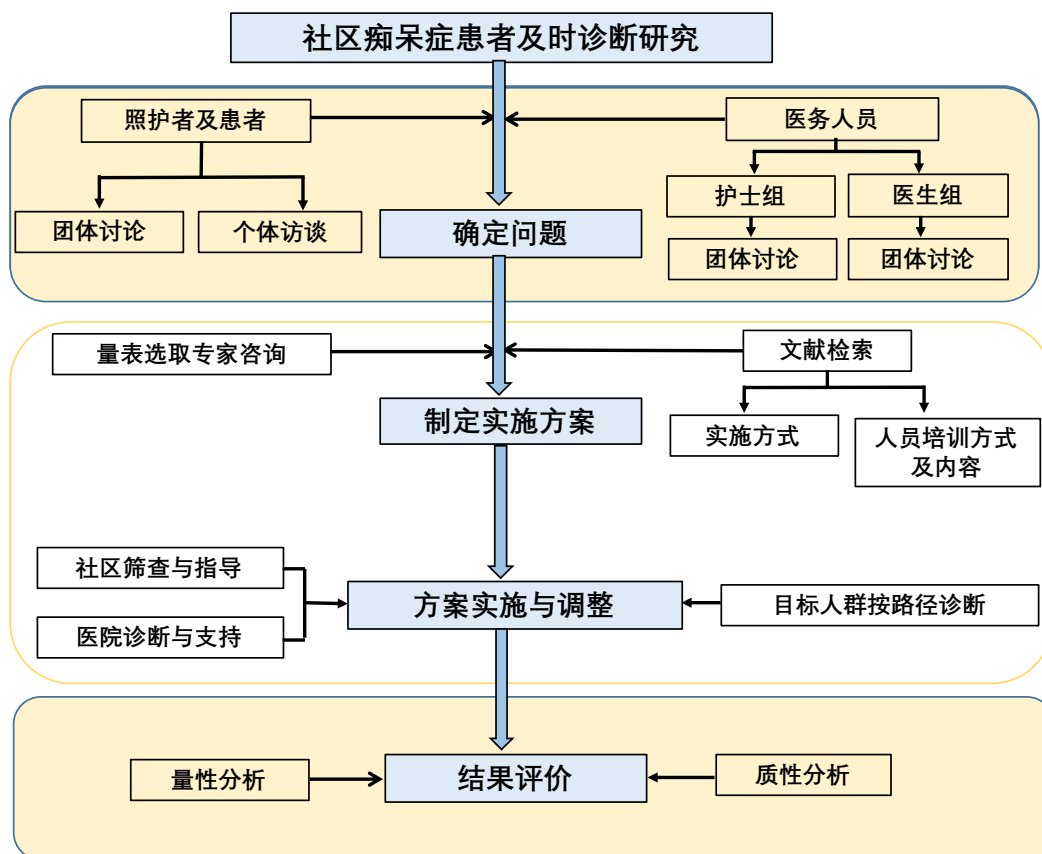 社区痴呆症患者及时诊断研究
照护者及患者
医务人员
护士组
医生组
团体讨论
个体访谈
确定问题
团体讨论
团体讨论
量表选取专家咨询
文献检索
制定实施方案
实施方式
人员培训方式
及内容
社区筛查与指导
医院诊断与支持
方案实施与调整
目标人群按路径诊断
量性分析
结果评价
质性分析